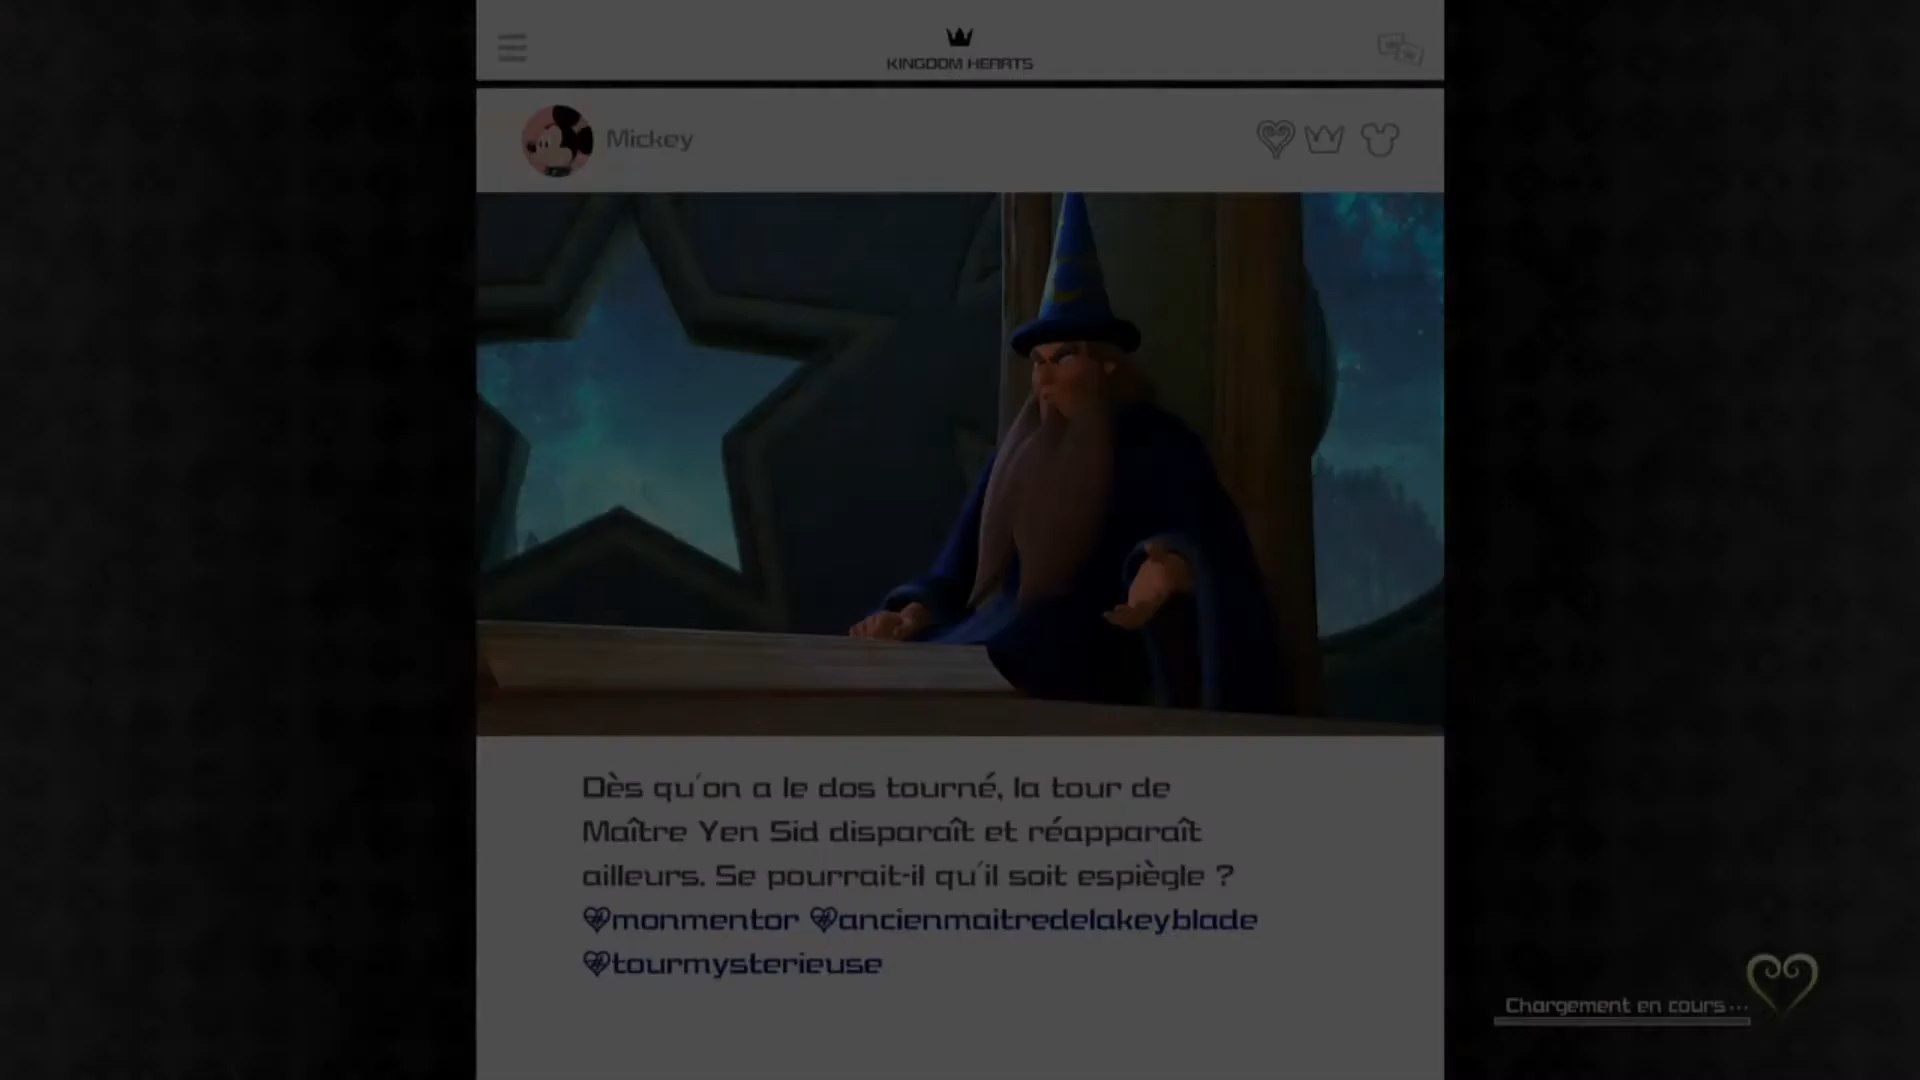 KINGDOM HEARTS
Mickey
Dès qu'on a le dos tourné, la tour de
Maître Yen Sid disparaît et réapparaît
ailleurs. Se pourrait-il qu'il soit espiègle ?
monmentor ancienmaitredelakeyblade
tourmysterieuse
Chargement en cours...